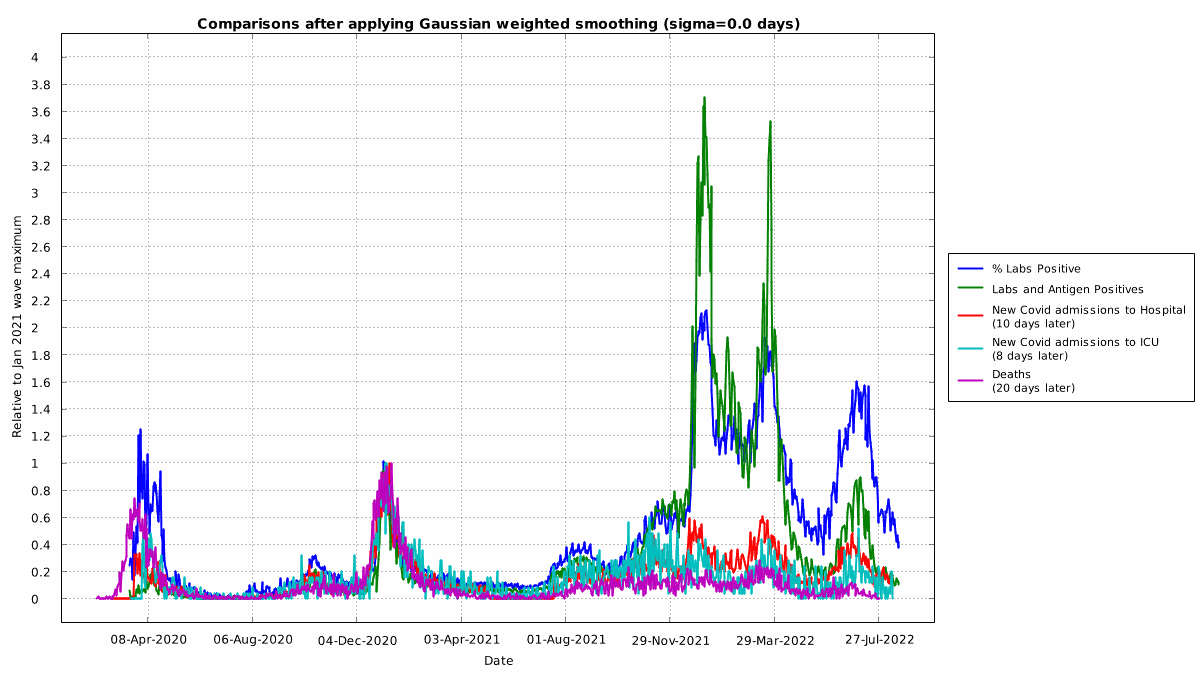 Comparisons after applying Gaussian weighted smoothing (sigma=0.0 days)
Relative to Jan 2021 wave maximum
4
3.8
3.6
3.4
3.2
3
2.8
2.6
2.4
2.2
2
1.8
1.6
1.4
1.2
1
0.8
0.6
0.4
0.2
0
08-Apr-2020
06-Aug-2020
04-Dec-2020
03-Apr-2021
01-Aug-2021
29-Nov-2021
29-Mar-2022
27-Jul-2022
Date
% Labs Positive
Labs and Antigen Positives
New Covid admissions to Hospital
(10 days later)
New Covid admissions to ICU
(8 days later)
Deaths
(20 days later)